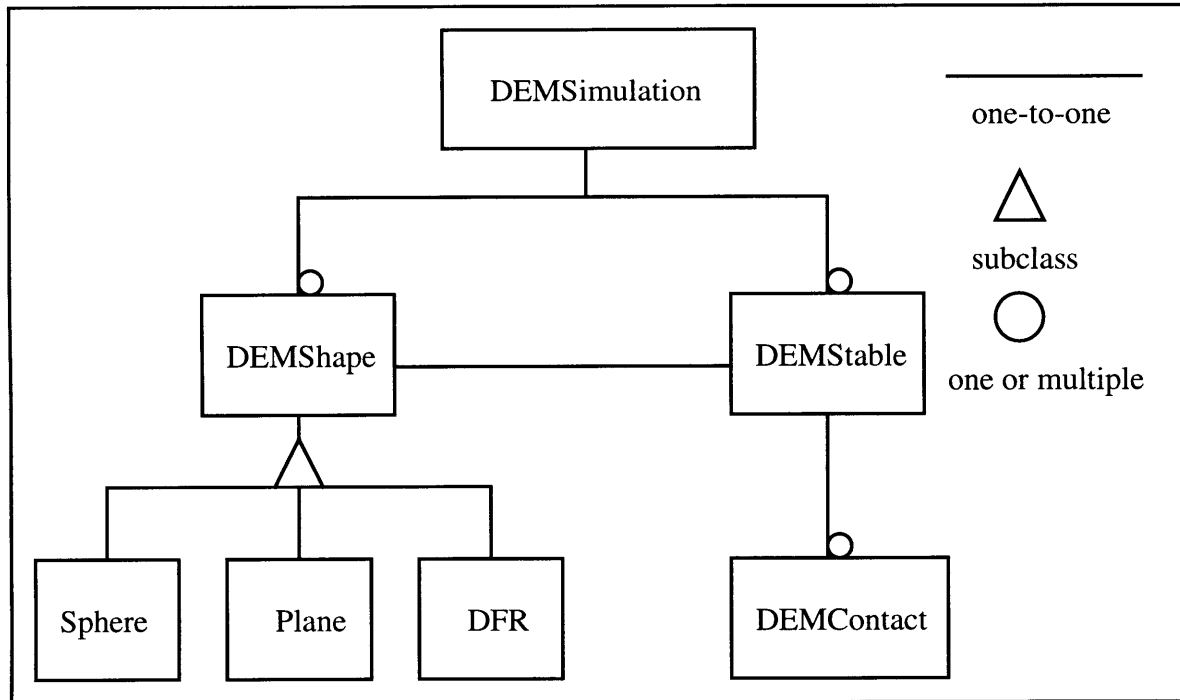 DEMSimulation
one-to-one
subclass
DEMShape
DEMStable
one or multiple
Sphere
Plane
DFR
DEMContact